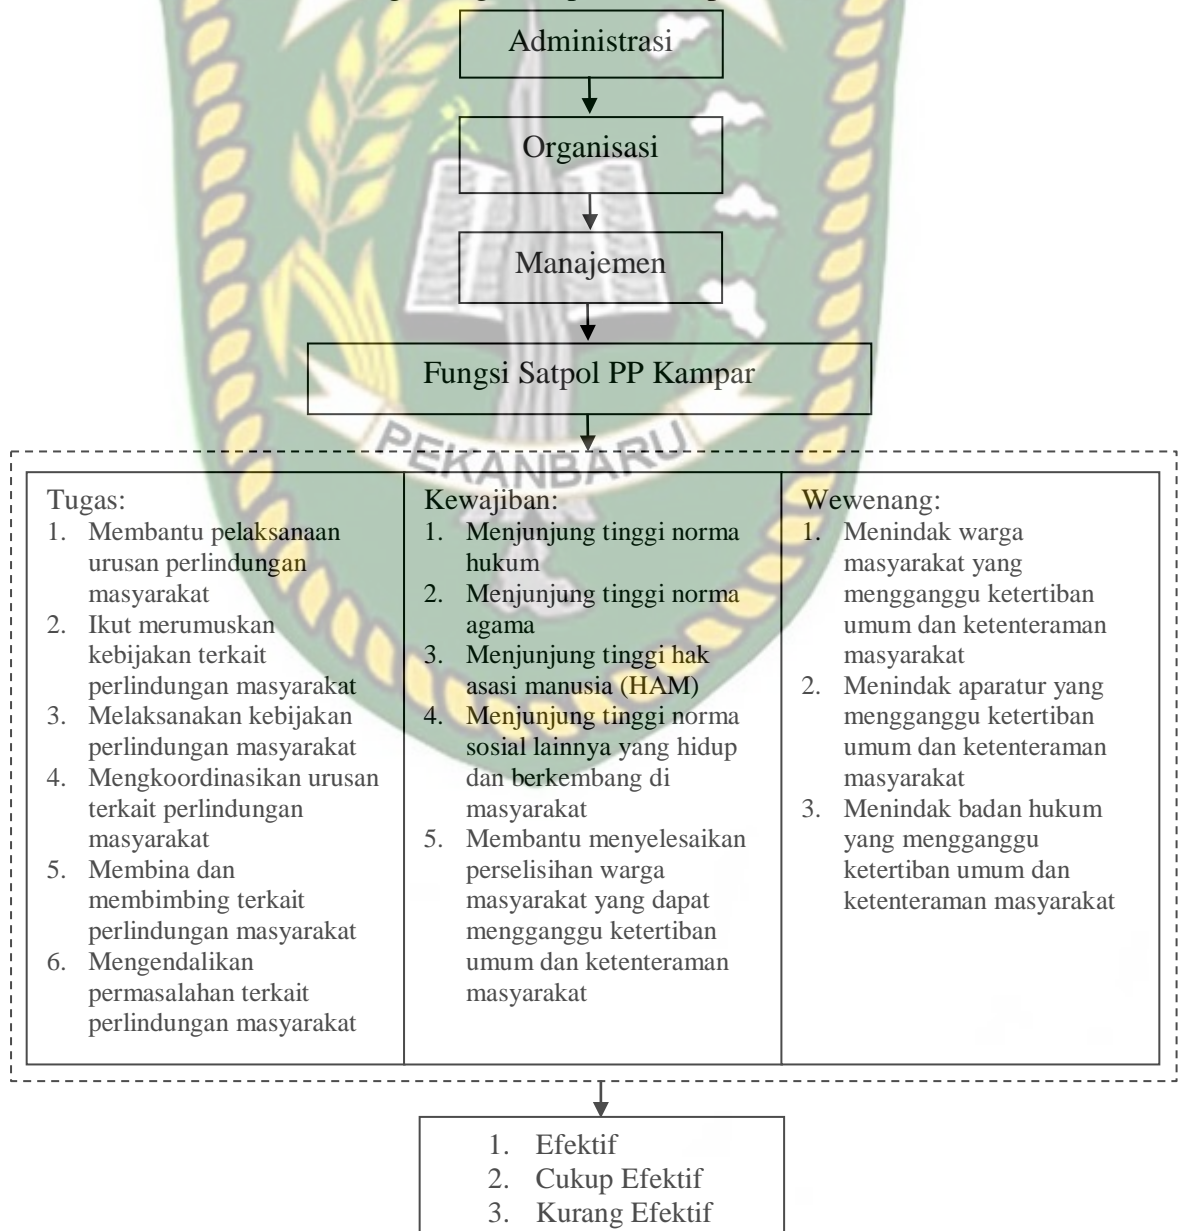 Administrasi
Organisasi
Manajemen
Fungsi Satpol PP Kampar
PEKANBARU
Tugas:
1. Membantu pelaksanaan
urusan perlindungan
masyarakat
2. Ikut merumuskan
kebijakan terkait
perlindungan masyarakat
3. Melaksanakan kebijakan
perlindungan masyarakat
4. Mengkoordinasikan urusan
terkait perlindungan
masyarakat
5. Membina dan
membimbing terkait
perlindungan masyarakat
6. Mengendalikan
permasalahan terkait
perlindungan masyarakat
Kewajiban:
1. Menjunjung tinggi norma
hukum
2. Menjunjung tinggi norma
agama
3. Menjunjung tinggi hak
asasi manusia (HAM)
4. Menjunjung tinggi norma
sosial lainnya yang hidup
dan berkembang di
masyarakat
5. Membantu menyelesaikan
perselisihan warga
masyarakat yang dapat
mengganggu ketertiban
umum dan ketenteraman
masyarakat
Wewenang:
1. Menindak warga
masyarakat yang
mengganggu ketertiban
umum dan ketenteraman
masyarakat
2. Menindak aparatur yang
mengganggu ketertiban
umum dan ketenteraman
masyarakat
3. Menindak badan hukum
yang mengganggu
ketertiban umum dan
ketenteraman masyarakat
1. Efektif
2. Cukup Efektif
3. Kurang Efektif